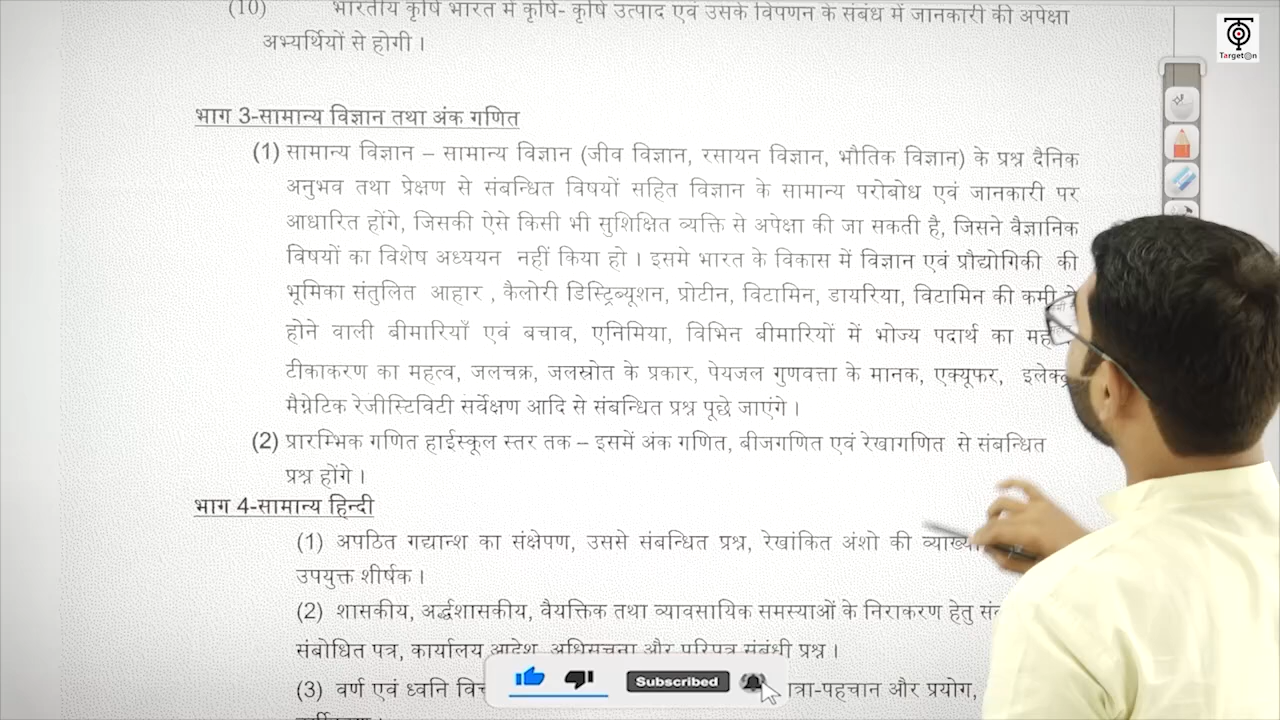 (10) भारतीय कृषि भारत में कृषि- कृषि उत्पाद एवं उसके विपणन के संबंध में जानकारी की अपेक्षा
अभ्यर्थियों से होगी ।
TargetOn
भाग 3-सामान्य विज्ञान तथा अंक गणित
(1) सामान्य विज्ञान – सामान्य विज्ञान (जीव विज्ञान, रसायन विज्ञान, भौतिक विज्ञान) के प्रश्न दैनिक
अनुभव तथा प्रेक्षण से संबन्धित विषयों सहित विज्ञान के सामान्य परोबोध एवं जानकारी पर
आधारित होंगे, जिसकी ऐसे किसी भी सुशिक्षित व्यक्ति से अपेक्षा की जा सकती है, जिसने वैज्ञानिक
विषयों का विशेष अध्ययन नहीं किया हो । इसमे भारत के विकास में विज्ञान एवं प्रौद्योगिकी की
भूमिका संतुलित आहार , कैलोरी डिस्ट्रिब्यूशन, प्रोटीन, विटामिन, डायरिया, विटामिन की कमी
होने वाली बीमारियाँ एवं बचाव, एनिमिया, विभिन बीमारियों में भोज्य पदार्थ का
टीकाकरण का महत्व, जलचक्र, जलस्रोत के प्रकार, पेयजल गुणवत्ता के मानक, एक्यूफर,
मैग्नेटिक रेजीस्टिविटी सर्वेक्षण आदि से संबन्धित प्रश्न पूछे जाएंगे ।
(2) प्रारम्भिक गणित हाईस्कूल स्तर तक – इसमें अंक गणित, बीजगणित एवं रेखागणित से संबन्धित
प्रश्न होंगे ।
भाग 4-सामान्य हिन्दी
(1) अपठित गद्यान्श का संक्षेपण, उससे संबन्धित प्रश्न, रेखांकित अंशो की
उपयुक्त शीर्षक ।
(2) शासकीय, अर्द्धशासकीय, वैयक्तिक तथा व्यावसायिक समस्याओं के निराकरण हेतु
संबोधित पत्र, कार्यालय आदेश, अधिसूचना और परिपत्र संबंधी प्रश्न ।
Subscribed
(3) वर्ण एवं ध्वनि मात्रा-पहचान और प्रयोग,